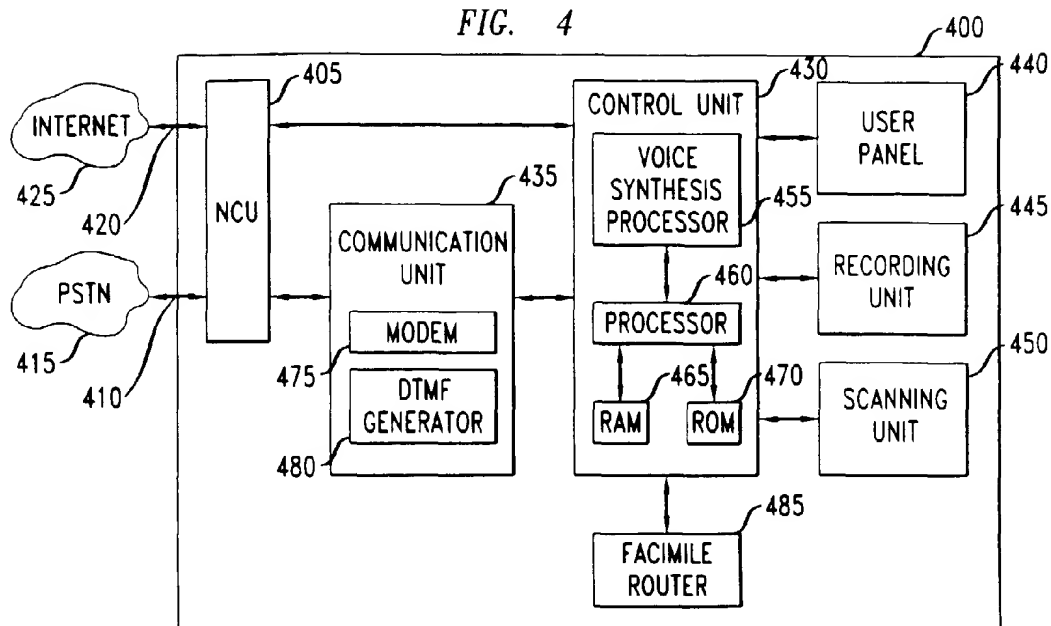 FIG. 4
400
405
430
440
INTERNET
425
420
NCU
CONTROL UNIT
USER
PANEL
VOICE
SYNTHESIS
PROCESSOR
455
435
COMMUNICATION
UNIT
445
RECORDING
UNIT
PSTN
415
410
460
PROCESSOR
MODEM
475
DTMF
GENERATOR
480
465
470
RAM
ROM
450
SCANNING
UNIT
485
FACIMILE
ROUTER